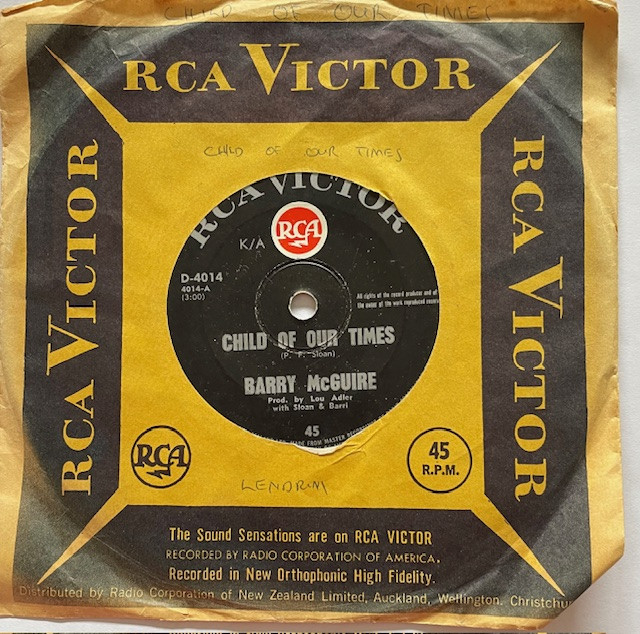 CHILD OF OUR TIMES
RCA VICTOR
RCA VICTOR
RCA VICTOR
CHILD OF OUR TIMES
RCA VICTOR
RCA
K/A
D-4014
4014-A
(3:00)
All rights of the record producer and of
the owner of the work reproduced reser
CHILD OF OUR TIMES
(P. F. Sloan)
BARRY McGUIRE
Prod. by Lou Adler
with Sloan & Barri
45
MADE FROM MASTER RECORDING
RCA
45
R.P.M.
LENDRIM
The Sound Sensations are on RCA VICTOR
RECORDED BY RADIO CORPORATION OF AMERICA.
Recorded in New Orthophonic High Fidelity.
Distributed by Radio Corporation of New Zealand Limited, Auckland, Wellington. Christchu